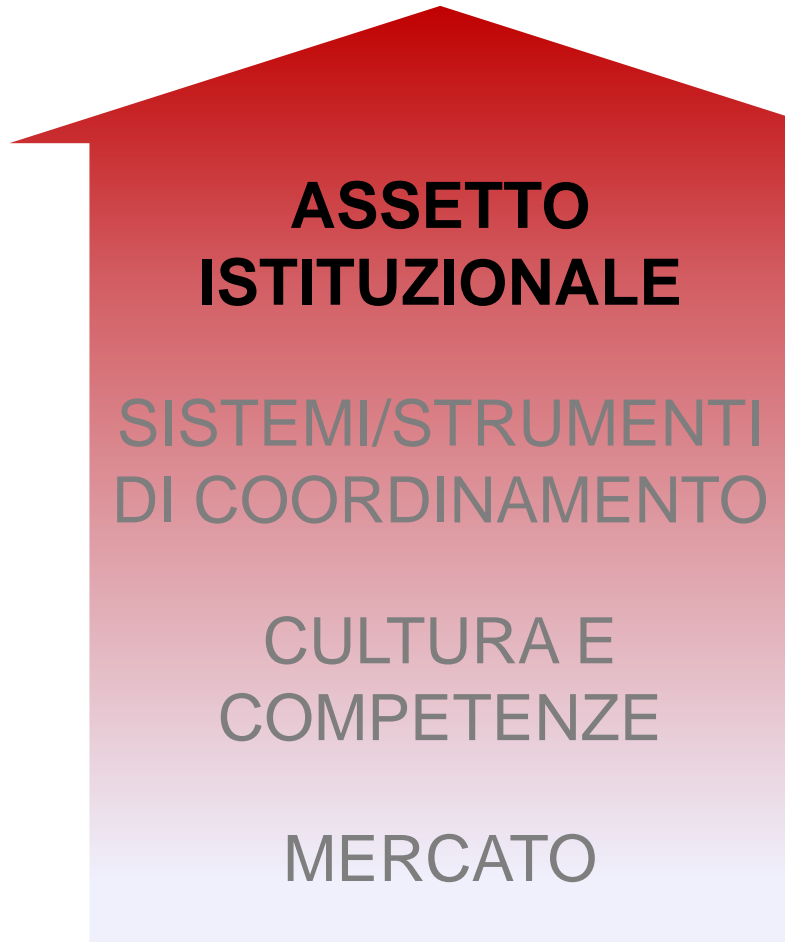 ASSETTO
ISTITUZIONALE
SISTEMI/STRUMENTI
DI COORDINAMENTO
CULTURA E
COMPETENZE
MERCATO